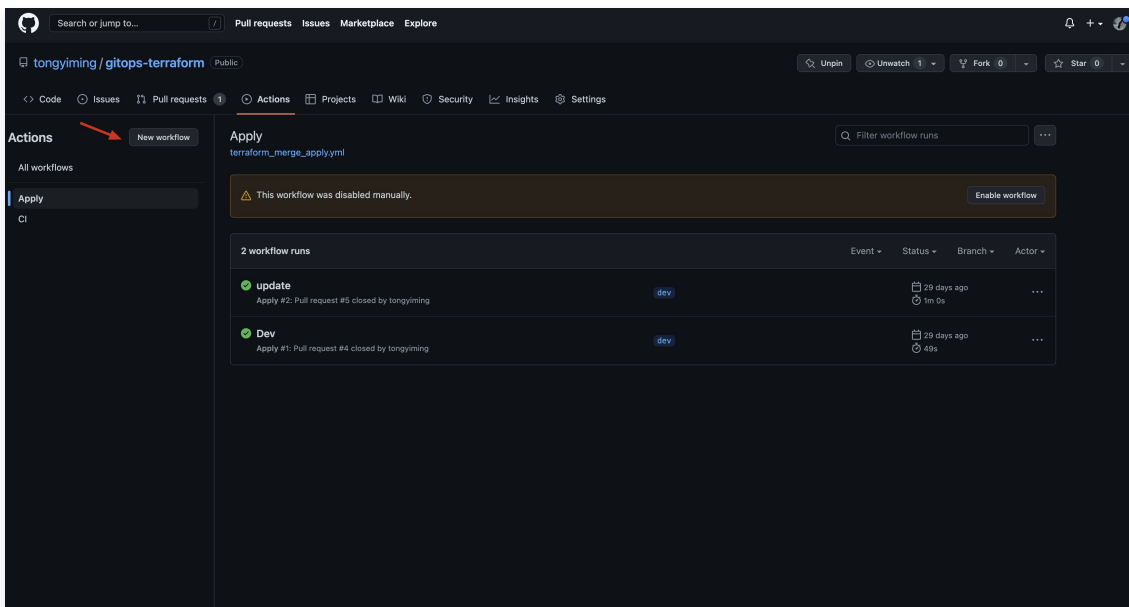 Search or jump to... /
Pull requests Issues Marketplace Explore
tongyiming / gitops-terraform Public
Unpin Unwatch 1 Fork 0 Star 0
Code Issues Pull requests 1 Actions Projects Wiki Security Insights Settings
Actions New workflow
All workflows
Apply
CI
Apply
terraform_merge_apply.yml
Filter workflow runs
This workflow was disabled manually.
Enable workflow
2 workflow runs
Event Status Branch Actor
update
Apply #2: Pull request #5 closed by tongyiming
dev
29 days ago
1m 0s
Dev
Apply #1: Pull request #4 closed by tongyiming
dev
29 days ago
49s